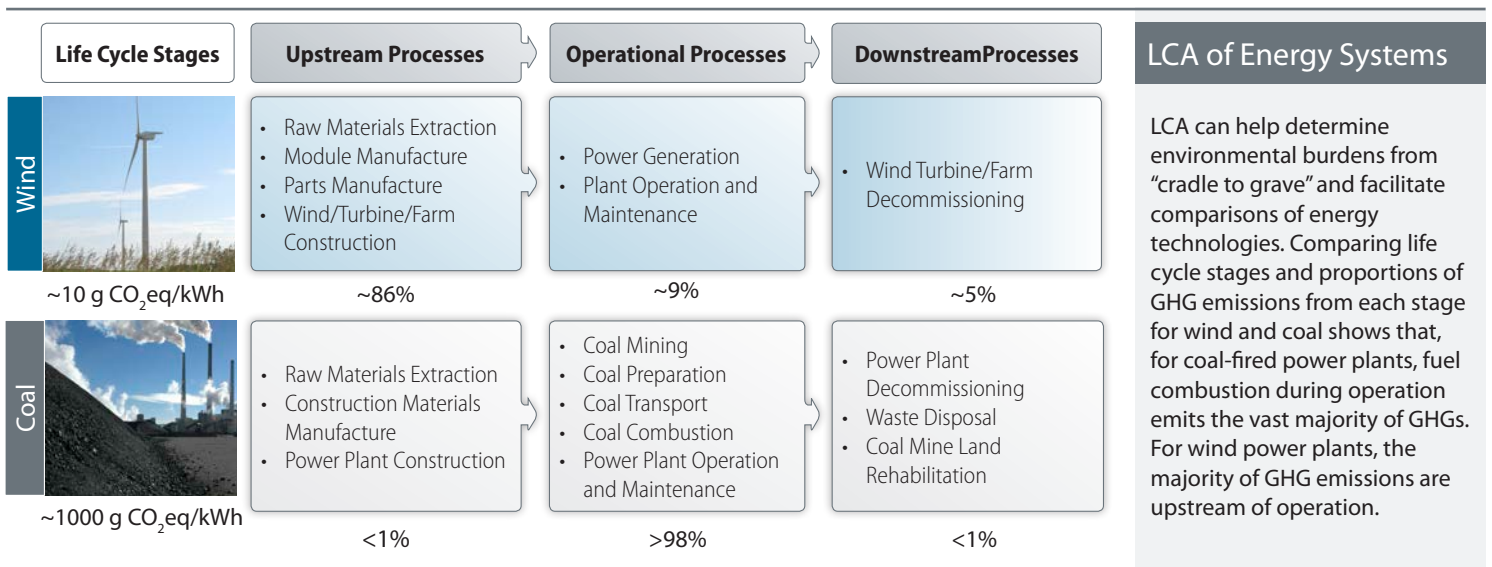 Life Cycle Stages
Upstream Processes
Operational Processes
DownstreamProcesses
Wind
~10 g CO₂eq/kWh
• Raw Materials Extraction
• Module Manufacture
• Parts Manufacture
• Wind/Turbine/Farm
Construction
~86%
• Power Generation
• Plant Operation and
Maintenance
~9%
• Wind Turbine/Farm
Decommissioning
~5%
Coal
~1000 g CO₂eq/kWh
• Raw Materials Extraction
• Construction Materials
Manufacture
• Power Plant Construction
<1%
• Coal Mining
• Coal Preparation
• Coal Transport
• Coal Combustion
• Power Plant Operation
and Maintenance
>98%
• Power Plant
Decommissioning
• Waste Disposal
• Coal Mine Land
Rehabilitation
<1%
LCA of Energy Systems
LCA can help determine
environmental burdens from
“cradle to grave” and facilitate
comparisons of energy
technologies. Comparing life
cycle stages and proportions of
GHG emissions from each stage
for wind and coal shows that,
for coal-fired power plants, fuel
combustion during operation
emits the vast majority of GHGs.
For wind power plants, the
majority of GHG emissions are
upstream of operation.